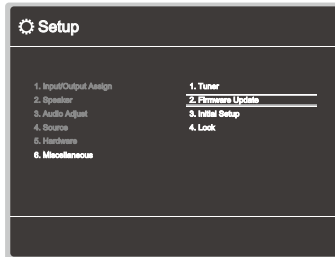 Setup
1. Input/Output Assign
2. Speaker
3. Audio Adjust
4. Source
5. Hardware
6. Miscellaneous
1. Tuner
2. Firmware Update
3. Initial Setup
4. Lock